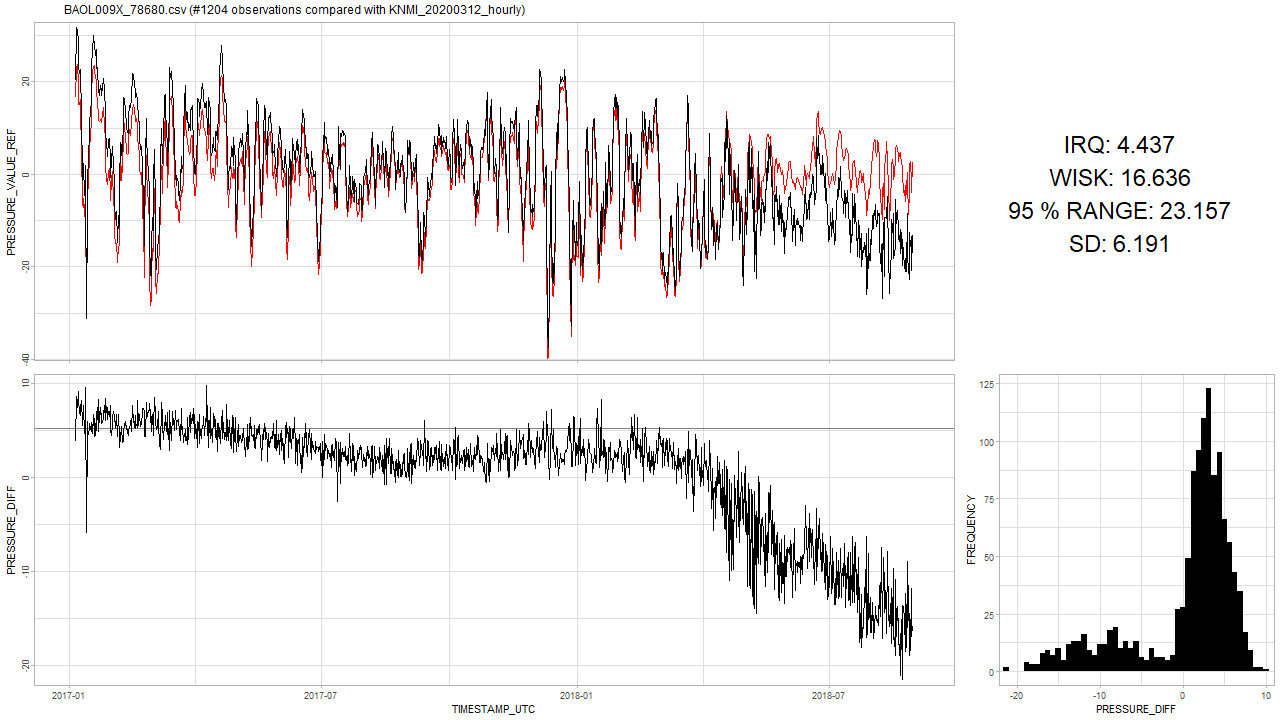 BAOL009X_78680.csv (#1204 observations compared with KNMI_20200312_hourly)
PRESSURE_VALUE_REF
20
0
-20
-40
IRQ: 4.437
WISK: 16.636
95 % RANGE: 23.157
SD: 6.191
PRESSURE_DIFF
10
0
-10
-20
2017-01
2017-07
2018-01
2018-07
TIMESTAMP_UTC
FREQUENCY
125
100
75
50
25
0
-20
-10
0
10
PRESSURE_DIFF